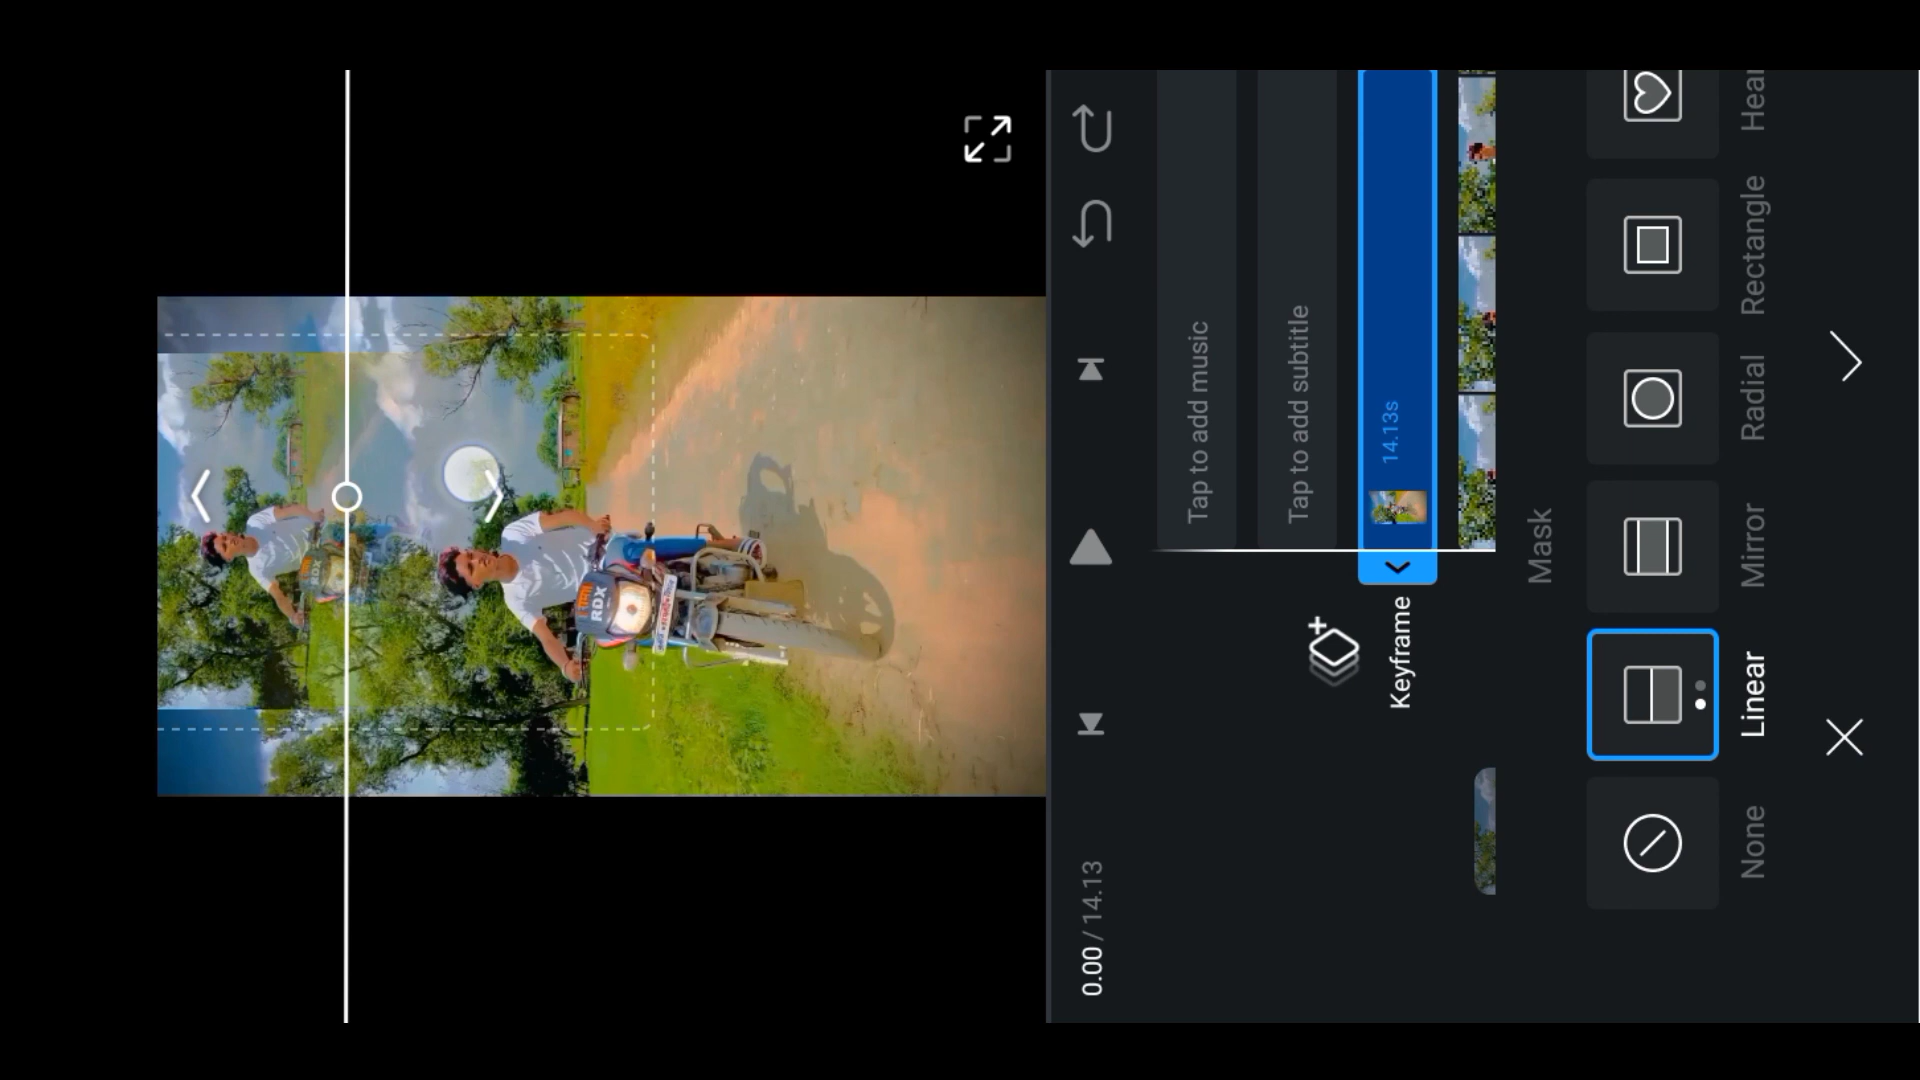 0.00 / 14.13
Tap to add music
Tap to add subtitle
14.13s
Keyframe
Mask
None
Linear
Mirror
Radial
Rectangle
Hear
RDX